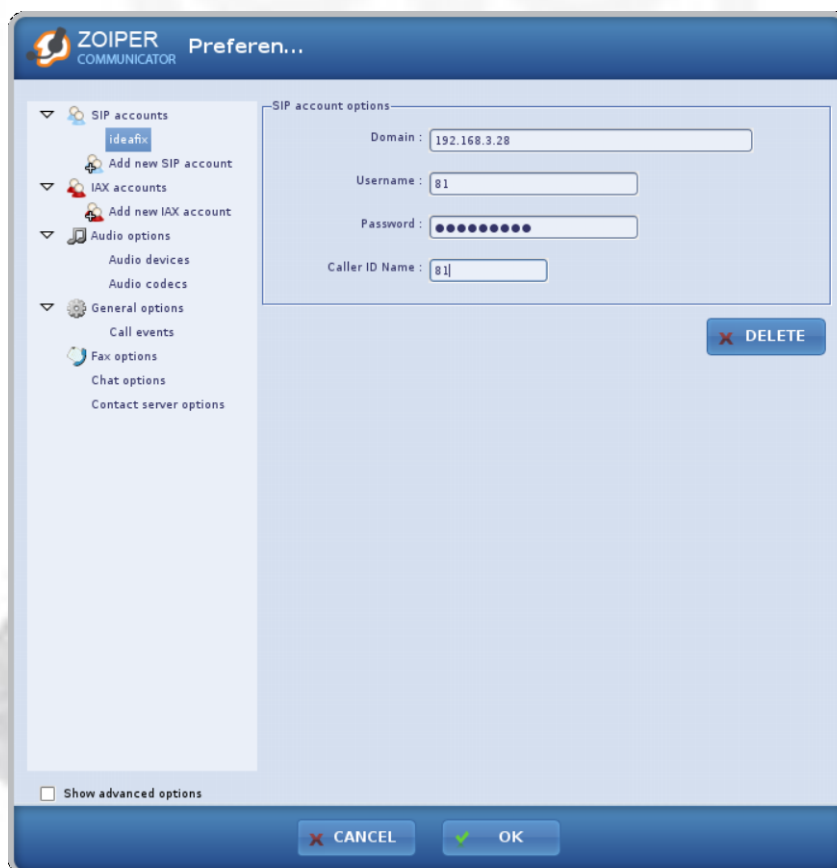 ZOIPER
COMMUNICATOR
Preferen...
SIP accounts
ideafix
Add new SIP account
IAX accounts
Add new IAX account
Audio options
Audio devices
Audio codecs
General options
Call events
Fax options
Chat options
Contact server options
SIP account options
Domain : 192.168.3.28
Username : 81
Password : ●●●●●●●●●
Caller ID Name : 81
DELETE
Show advanced options
CANCEL
OK